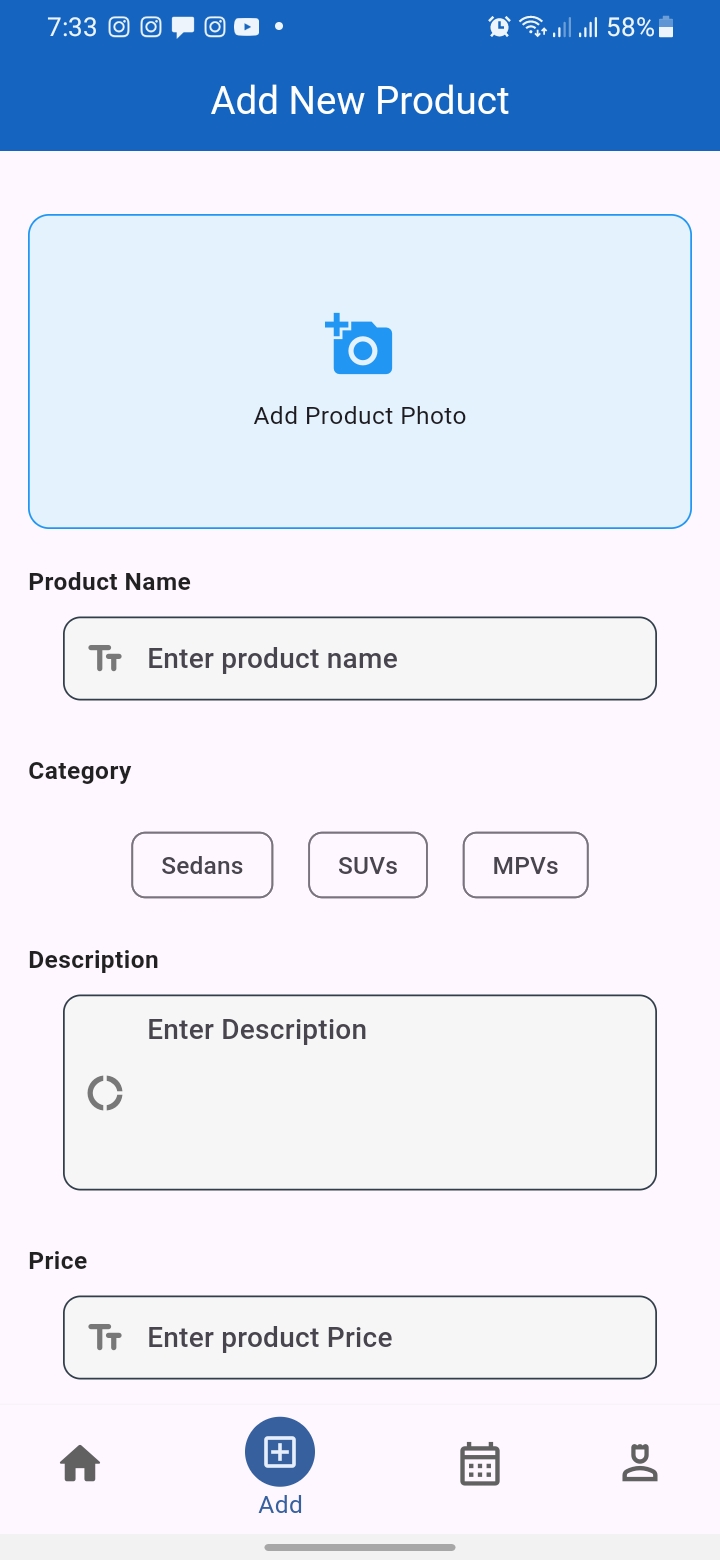 7:33
58%
Add New Product
Add Product Photo
Product Name
Enter product name
Category
Sedans SUVs MPVs
Description
Enter Description
Price
Enter product Price
Add